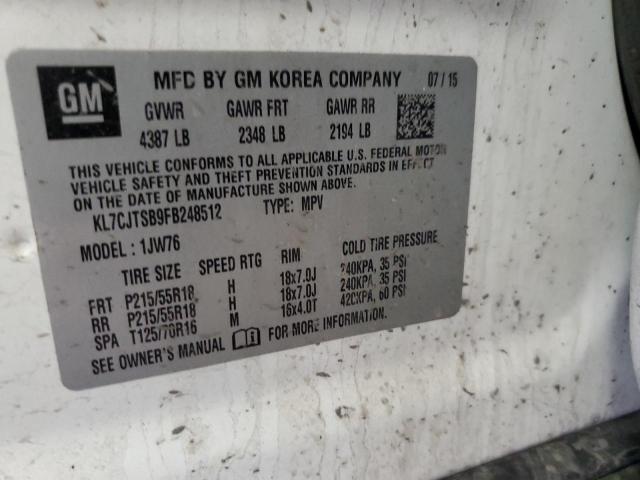 GM MFD BY GM KOREA COMPANY 07 / 15
GVWR GAWR FRT GAWR RR
4387 LB 2348 LB 2194 LB
THIS VEHICLE CONFORMS TO ALL APPLICABLE U.S. FEDERAL MOTOR
VEHICLE SAFETY AND THEFT PREVENTION STANDARDS IN EFFECT
ON THE DATE OF MANUFACTURE SHOWN ABOVE.
KL7CJTSB9FB248512 TYPE: MPV
MODEL : 1JW76
TIRE SIZE SPEED RTG RIM COLD TIRE PRESSURE
FRT P215/55R18 H 18x7.0J 240KPA, 35 PSI
RR P215/55R18 H 18x7.0J 240KPA, 35 PSI
SPA T125/70R16 M 16x4.0T 420KPA, 60 PSI
SEE OWNER'S MANUAL FOR MORE INFORMATION.